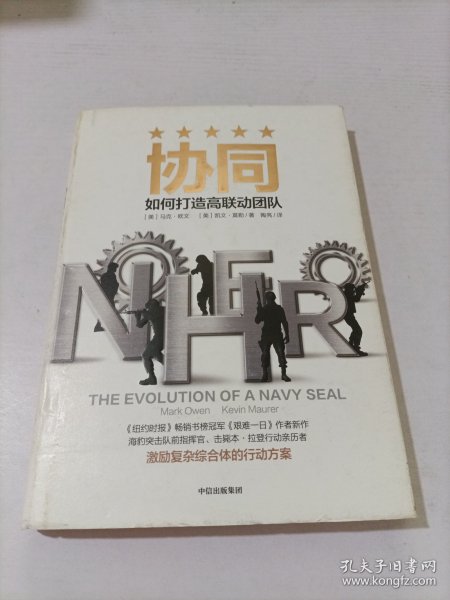 协同
如何打造高联动团队
[美]马克·欧文 [美]凯文·莫勒/著 陶亮/译
NHER
THE EVOLUTION OF A NAVY SEAL
Mark Owen Kevin Maurer
《纽约时报》畅销书榜冠军《艰难一日》作者新作
海豹突击队前指挥官、击毙本·拉登行动亲历者
激励复杂综合体的行动方案
中信出版集团
孔夫子旧书网
www.kongfz.com